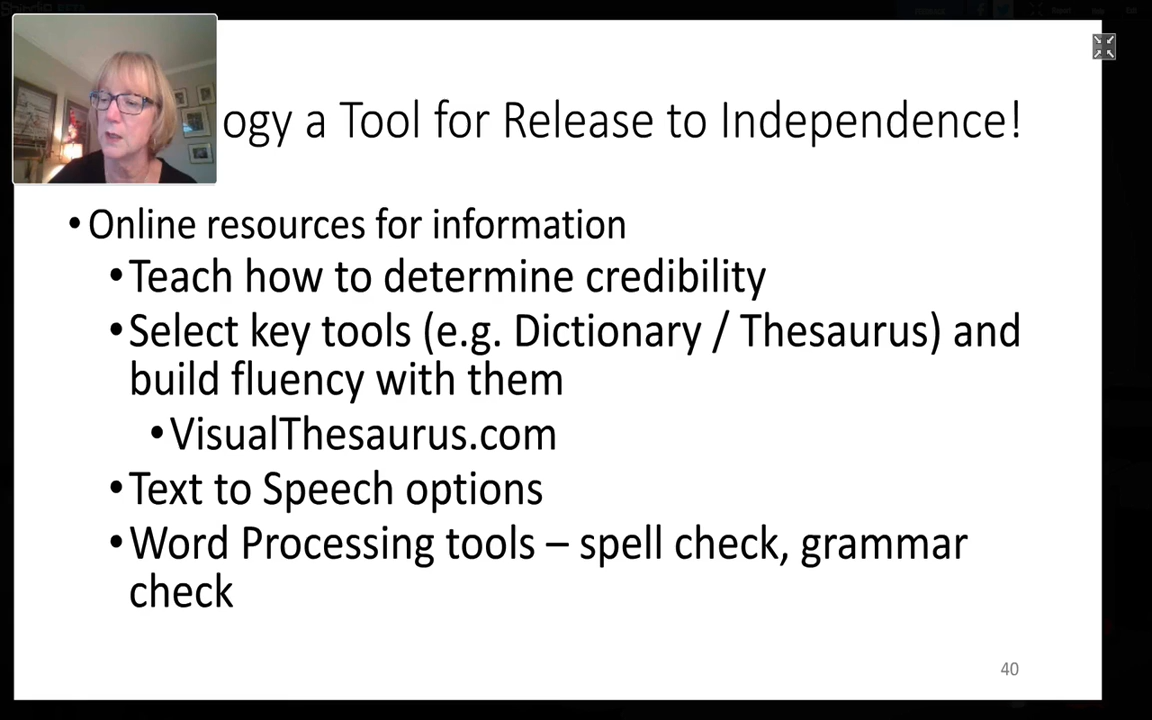 ogy a Tool for Release to Independence!
• Online resources for information
• Teach how to determine credibility
• Select key tools (e.g. Dictionary / Thesaurus) and
build fluency with them
• VisualThesaurus.com
• Text to Speech options
• Word Processing tools – spell check, grammar
check
40